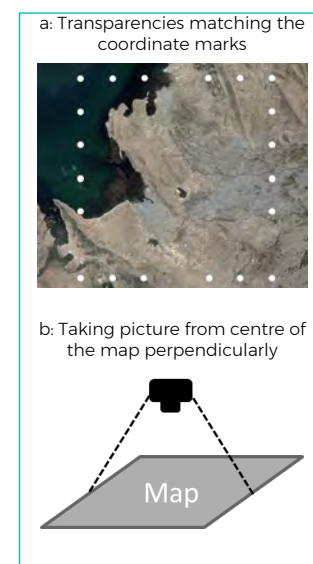 a: Transparencies matching the
coordinate marks
b: Taking picture from centre of
the map perpendicularly
Map